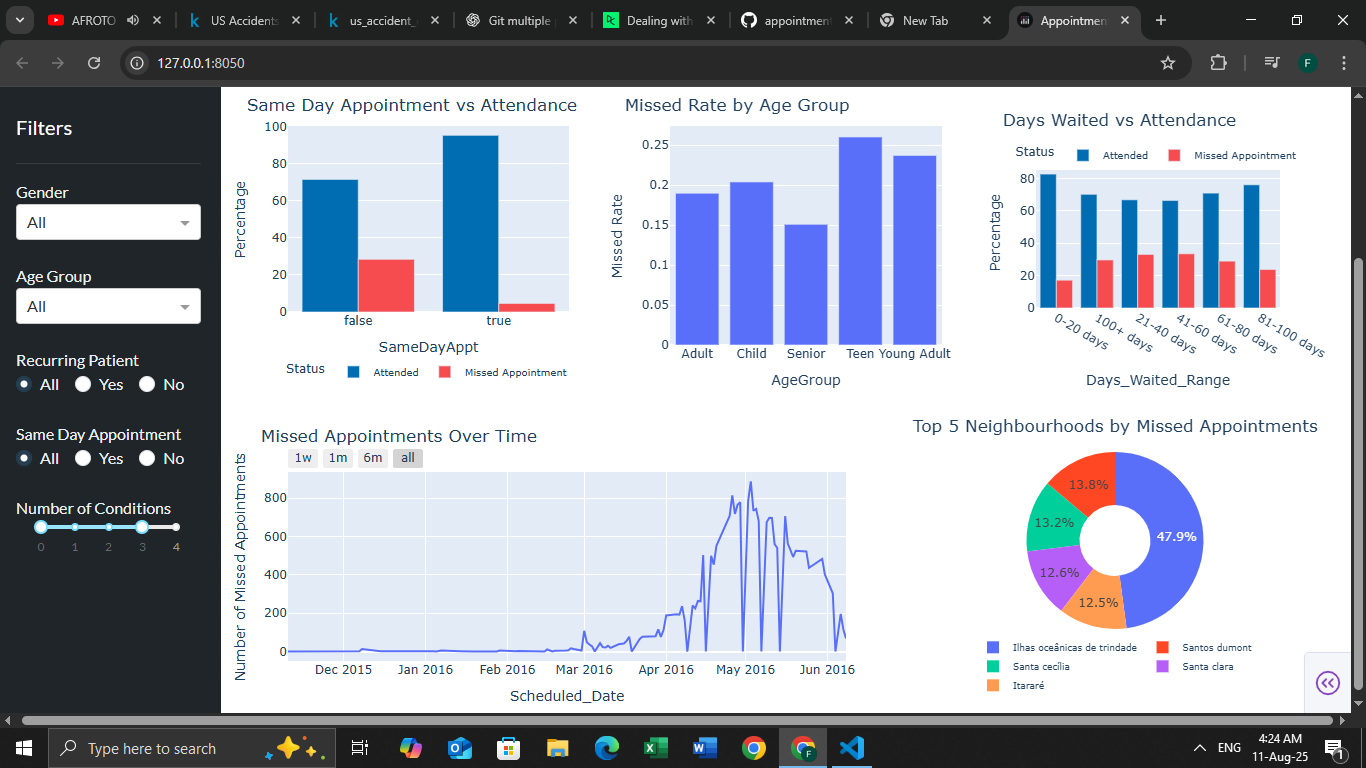 AFROTO
US Accidents
us_accident_
Git multiple
Dealing with
appointment
New Tab
Appointmen
127.0.0.1:8050
F
Filters
Gender
All
Age Group
All
Recurring Patient
All Yes No
Same Day Appointment
All Yes No
Number of Conditions
0 1 2 3 4
Same Day Appointment vs Attendance
Percentage
100
80
60
40
20
0
false true
SameDayAppt
Status Attended Missed Appointment
Missed Rate by Age Group
Missed Rate
0.25
0.2
0.15
0.1
0.05
0
Adult Child Senior Teen Young Adult
AgeGroup
Days Waited vs Attendance
Status Attended Missed Appointment
Percentage
80
60
40
20
0
0-20 days 100+ days 21-40 days 41-60 days 61-80 days 81-100 days
Days_Waited_Range
Missed Appointments Over Time
1w 1m 6m all
Number of Missed Appointments
800
600
400
200
0
Dec 2015 Jan 2016 Feb 2016 Mar 2016 Apr 2016 May 2016 Jun 2016
Scheduled_Date
Top 5 Neighbourhoods by Missed Appointments
13.8%
13.2%
47.9%
12.6%
12.5%
Ilhas oceânicas de trindade Santos dumont
Santa cecília Santa clara
Itararé
Type here to search
F
ENG
4:24 AM
11-Aug-25
1